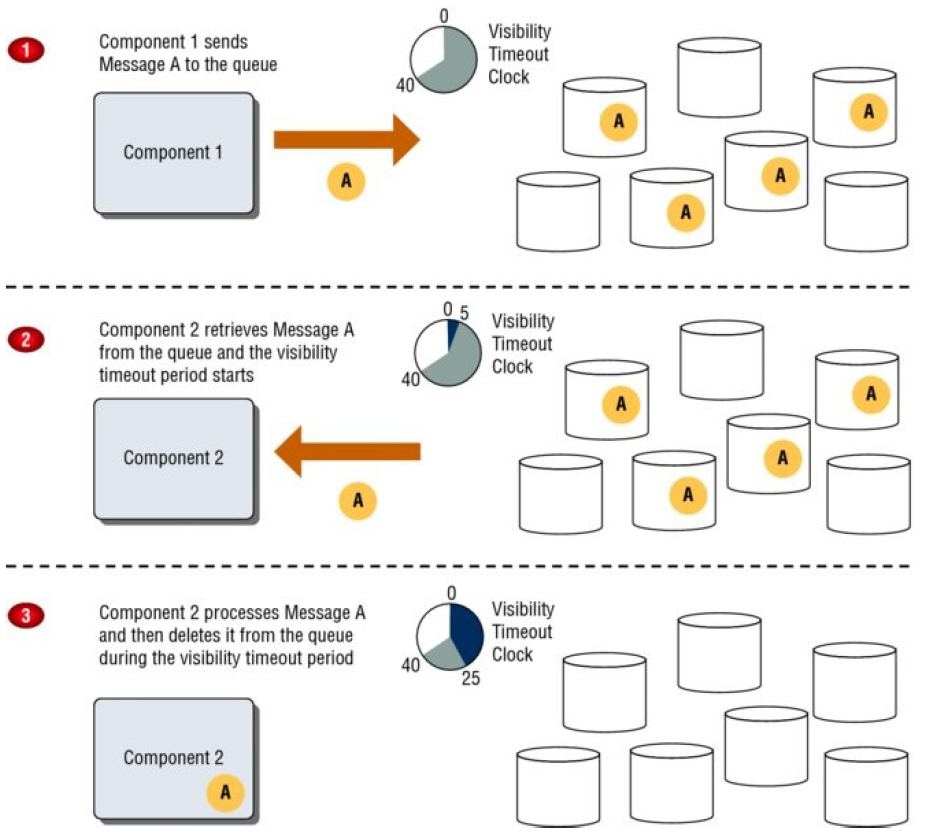 1
Component 1 sends
Message A to the queue
0
40
Visibility
Timeout
Clock
Component 1
A
A
A
A
A
2
Component 2 retrieves Message A
from the queue and the visibility
timeout period starts
0 5
40
Visibility
Timeout
Clock
Component 2
A
A
A
A
A
3
Component 2 processes Message A
and then deletes it from the queue
during the visibility timeout period
0
40
25
Visibility
Timeout
Clock
Component 2
A